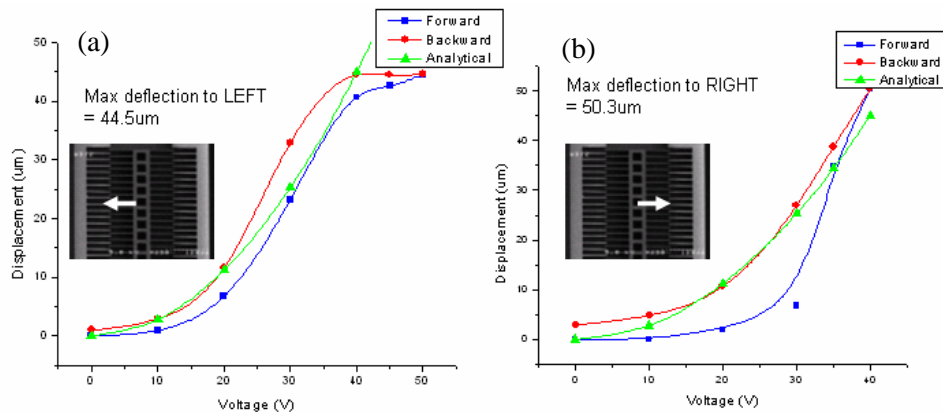 (a)
Forward
Backward
Analytical
Max deflection to LEFT
= 44.5um
Displacement (um)
50
40
30
20
10
0
0 10 20 30 40 50
Voltage (V)
(b)
Forward
Backward
Analytical
Max deflection to RIGHT
= 50.3um
Displacement (um)
50
40
30
20
10
0
0 10 20 30 40
Voltage (V)